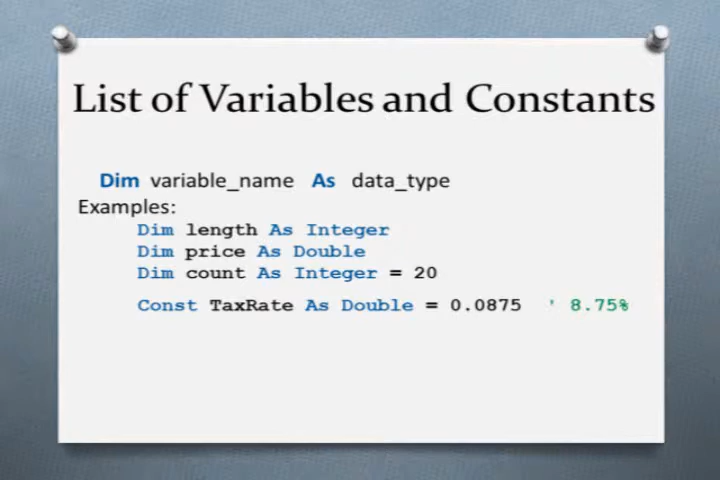 List of Variables and Constants
Dim variable_name As data_type
Examples:
Dim length As Integer
Dim price As Double
Dim count As Integer = 20
Const TaxRate As Double = 0.0875 ' 8.75%